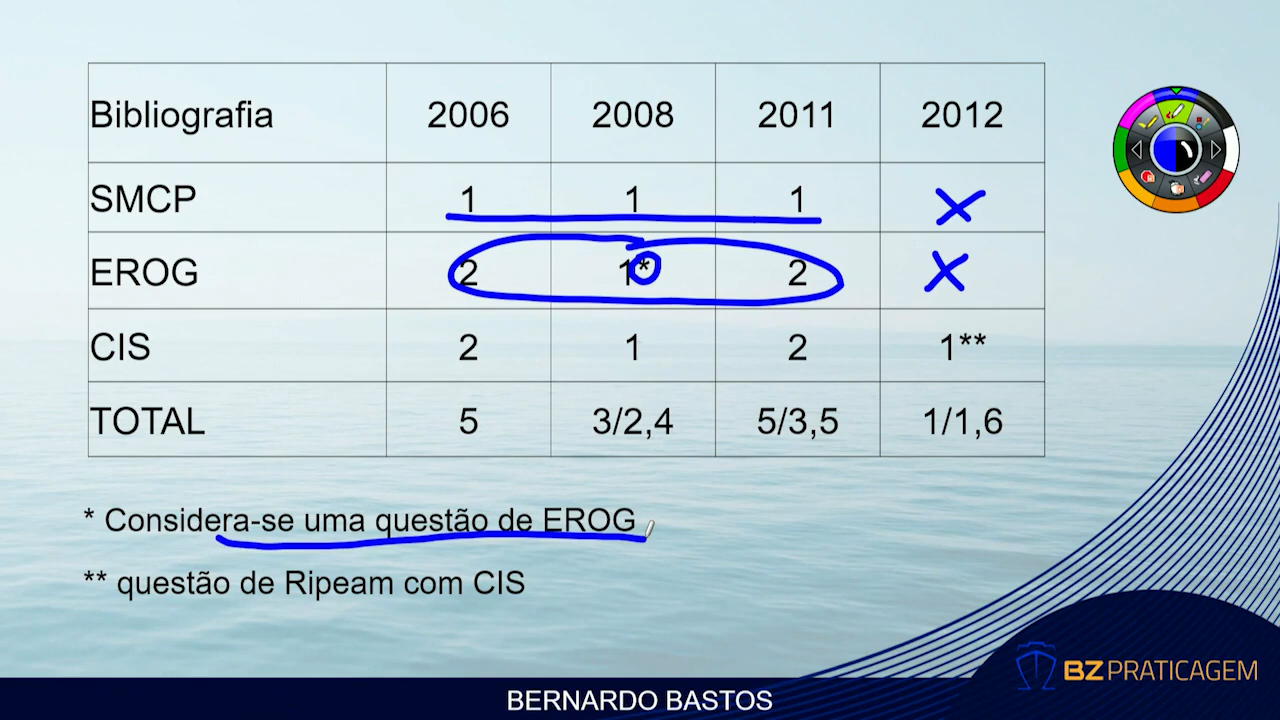 Bibliografia 2006 2008 2011 2012
SMCP 1 1 1 X
EROG 2 1* 2 X
CIS 2 1 2 1**
TOTAL 5 3/2,4 5/3,5 1/1,6
* Considera-se uma questão de EROG
** questão de Ripeam com CIS
BZPRATICAGEM
BERNARDO BASTOS